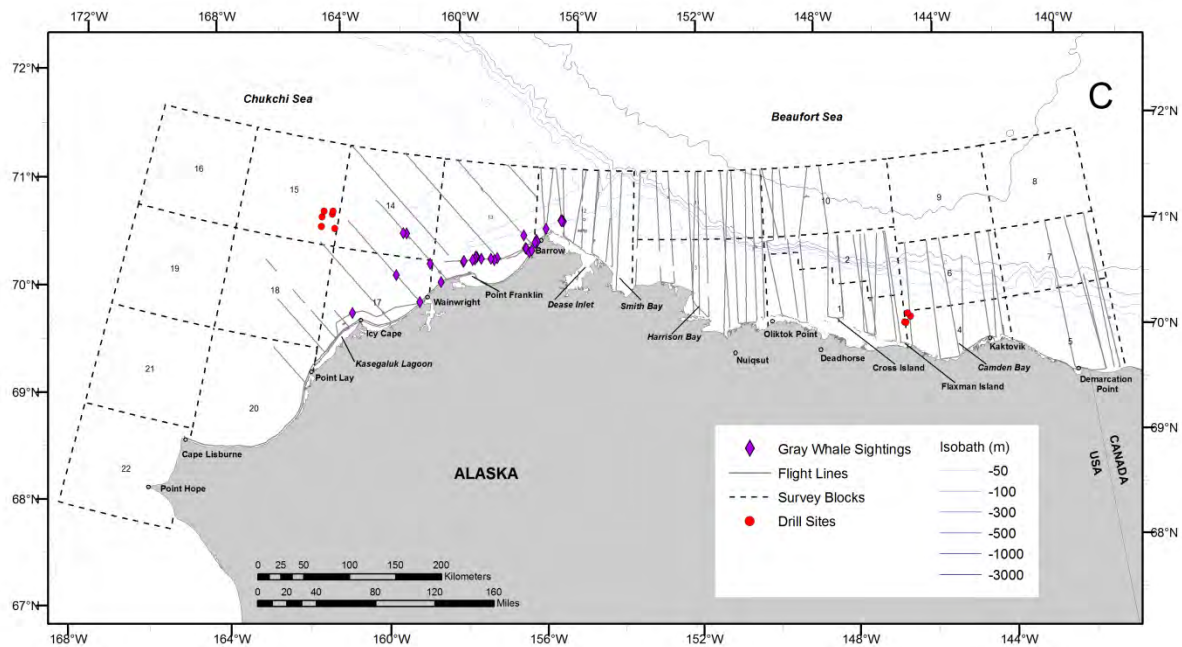 172°W 168°W 164°W 160°W 156°W 152°W 148°W 144°W 140°W
72°N 72°N
Chukchi Sea
Beaufort Sea
C
16
15
14
13
10
9
8
71°N 71°N
19
18
17
2
6
7
4
5
Barrow
Point Franklin
Wainwright
Dease Inlet
Smith Bay
Icy Cape
Harrison Bay
Oliktok Point
Kaktovik
70°N 70°N
Kasegaluk Lagoon
Nuiqsut
Deadhorse
Cross Island
Camden Bay
Flaxman Island
Demarcation
Point
Point Lay
21
20
69°N 69°N
Cape Lisburne
22
Point Hope
ALASKA
CANADA
USA
68°N 68°N
Gray Whale Sightings
Flight Lines
Survey Blocks
Drill Sites
Isobath (m)
-50
-100
-300
-500
-1000
-3000
0 25 50 100 150 200
Kilometers
0 20 40 80 120 160
Miles
67°N 67°N
168°W 164°W 160°W 156°W 152°W 148°W 144°W